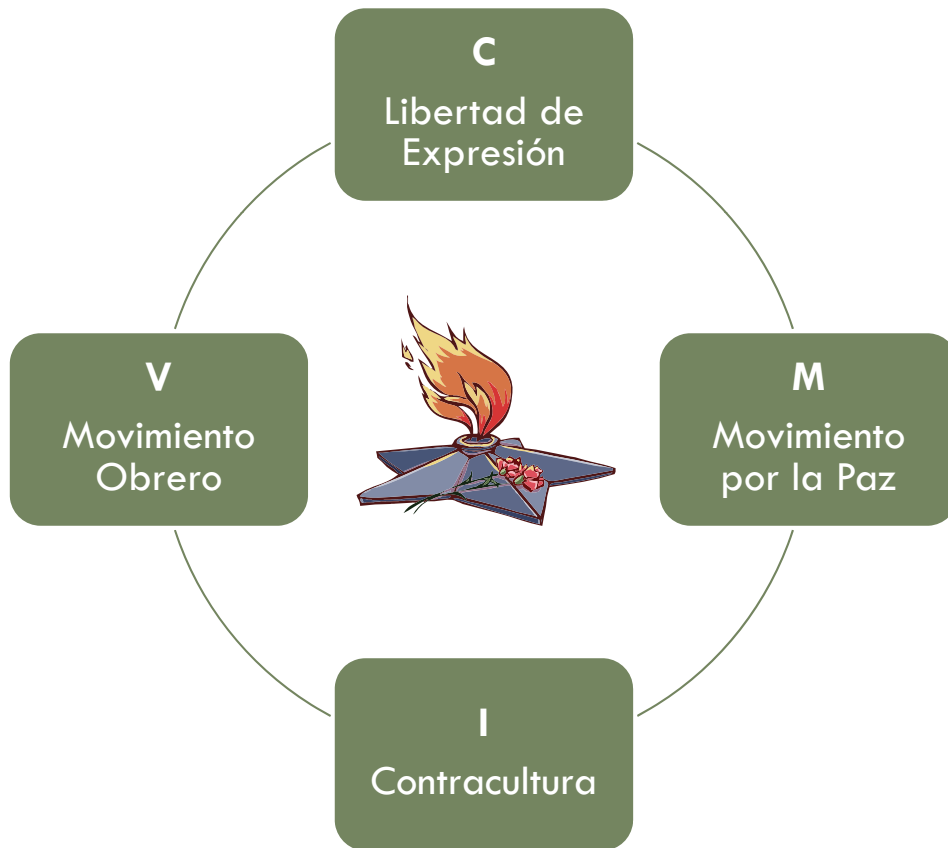 C
Libertad de
Expresión
V
Movimiento
Obrero
M
Movimiento
por la Paz
I
Contracultura